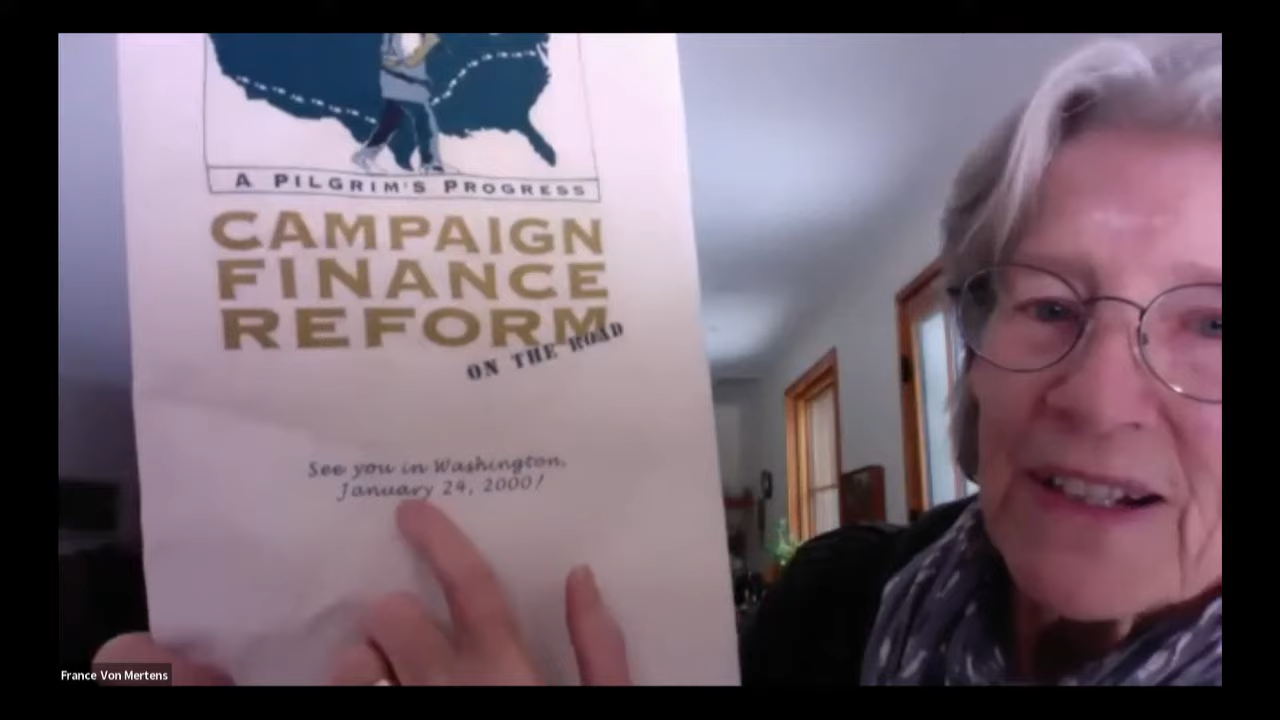 A PILGRIM'S PROGRESS
CAMPAIGN
FINANCE
REFORM
ON THE ROAD
See you in Washington,
January 24, 2000!
France Von Mertens